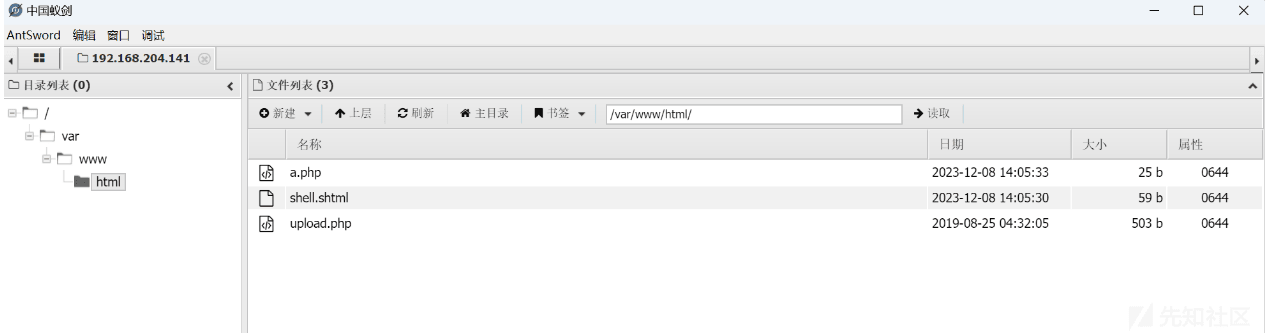 中国蚁剑
AntSword 编辑 窗口 调试
192.168.204.141
目录列表 (0)
/
var
www
html
文件列表 (3)
新建 上层 刷新 主目录 书签 /var/www/html/ 读取
名称 日期 大小 属性
a.php 2023-12-08 14:05:33 25 b 0644
shell.shtml 2023-12-08 14:05:30 59 b 0644
upload.php 2019-08-25 04:32:05 503 b 0644
先知社区